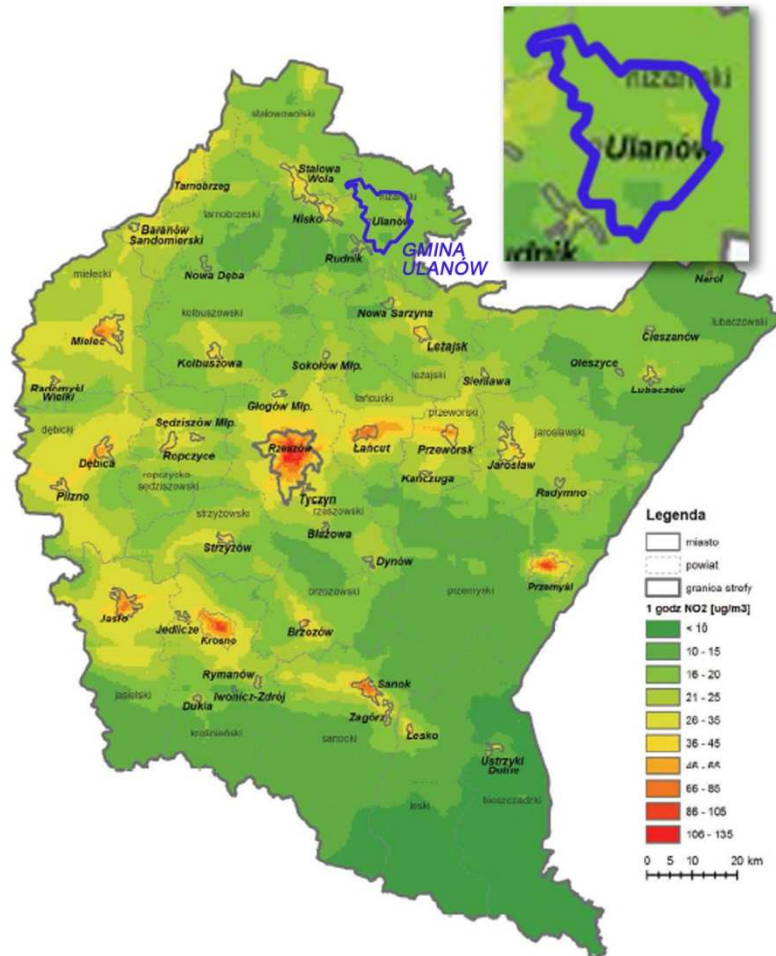 niżański
Ulanów
stalowowolski
Stalowa
Wola
Tarnobrzeg
niżański
tarnobrzeski
Nisko
Ulanów
Baranów
Sandomierski
GMINA
ULANÓW
Rudnik
mielecki
Nowa Dęba
Narol
kolbuszowski
Nowa Sarzyna
lubaczowski
Mielec
Cieszanów
Leżajsk
Kolbuszowa
Sokołów Młp.
Oleszyce
leżajski
Sieniawa
Radomyśl
Wielki
Lubaczów
łańcucki
Głogów Młp.
przeworski
dębicki
Sędziszów Młp.
jarosławski
Rzeszów
Łańcut
Przeworsk
Dębica
Ropczyce
Jarosław
ropczycko-
sędziszowski
Kańczuga
Pilzno
Radymno
Tyczyn
rzeszowski
strzyżowski
Błażowa
Strzyżów
Dynów
Przemyśl
brzozowski
przemyski
Jasło
Jedlicze
Krosno
Brzozów
Rymanów
Sanok
jasielski
Iwonicz-Zdrój
Dukla
Zagórz
krośnieński
sanocki
Lesko
Ustrzyki
Dolne
leski
bieszczadzki
Legenda
miasto
powiat
granica strefy
1 godz NO2 [ug/m3]
< 10
10 - 15
16 - 20
21 - 25
26 - 35
36 - 45
46 - 65
66 - 85
86 - 105
106 - 135
0 5 10 20 km